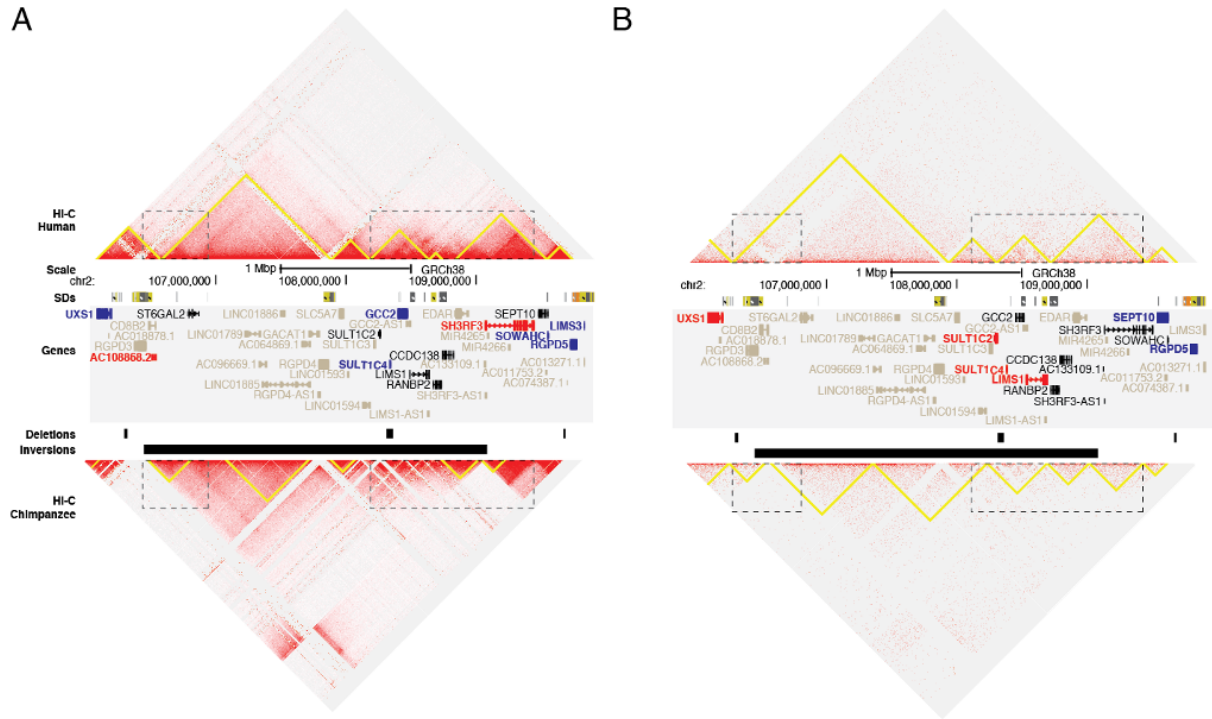 A
B
Hi-C
Human
Scale
1 Mbp
GRCh38
chr2:
107,000,000
108,000,000
109,000,000
SDs
Genes
UXS1
ST6GAL2
LINC01886
SLC5A7
GCC2
EDAR
SEPT10
CD8B2
GCC2-AS1
SH3RF3
LIMS3
AC018878.1
LINC01789
GACAT1
SULT1C2
MIR4265
SOWAHC
RGPD3
AC064869.1
SULT1C3
MIR4266
RGPD5
AC108868.2
CCDC138
AC133109.1
AC013271.1
AC096669.1
RGPD4
SULT1C4
LINC01593
LIMS1
AC011753.2
LINC01885
RANBP2
AC074387.1
RGPD4-AS1
SH3RF3-AS1
LINC01594
LIMS1-AS1
Deletions
Inversions
Hi-C
Chimpanzee
1 Mbp
GRCh38
chr2:
107,000,000
108,000,000
109,000,000
UXS1
ST6GAL2
LINC01886
SLC5A7
GCC2
EDAR
SEPT10
CD8B2
GCC2-AS1
SH3RF3
LIMS3
AC018878.1
LINC01789
GACAT1
SULT1C2
MIR4265
SOWAHC
RGPD3
AC064869.1
SULT1C3
MIR4266
RGPD5
AC108868.2
CCDC138
AC133109.1
AC013271.1
AC096669.1
RGPD4
SULT1C4
LINC01593
LIMS1
AC011753.2
LINC01885
RANBP2
AC074387.1
RGPD4-AS1
SH3RF3-AS1
LINC01594
LIMS1-AS1